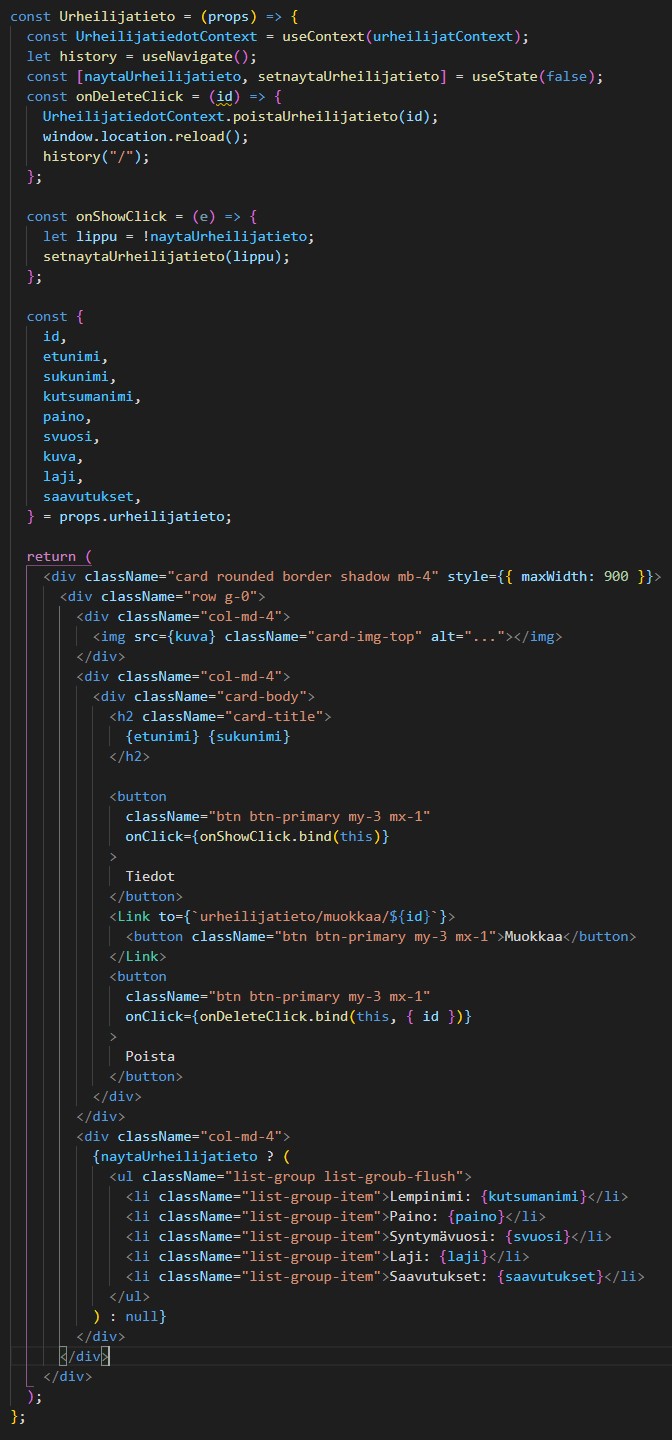 const Urheilijatieto = (props) => {
  const UrheilijatiedotContext = useContext(urheilijatContext);
  let history = useNavigate();
  const [naytaUrheilijatieto, setnaytaUrheilijatieto] = useState(false);
  const onDeleteClick = (id) => {
    UrheilijatiedotContext.poistaUrheilijatieto(id);
    window.location.reload();
    history("/");
  };

  const onShowClick = (e) => {
    let lippu = !naytaUrheilijatieto;
    setnaytaUrheilijatieto(lippu);
  };

  const {
    id,
    etunimi,
    sukunimi,
    kutsumanimi,
    paino,
    svuosi,
    kuva,
    laji,
    saavutukset,
  } = props.urheilijatieto;

  return (
    <div className="card rounded border shadow mb-4" style={{ maxWidth: 900 }}>
      <div className="row g-0">
        <div className="col-md-4">
          <img src={kuva} className="card-img-top" alt="..."></img>
        </div>
        <div className="col-md-4">
          <div className="card-body">
            <h2 className="card-title">
              {etunimi} {sukunimi}
            </h2>

            <button
              className="btn btn-primary my-3 mx-1"
              onClick={onShowClick.bind(this)}
            >
              Tiedot
            </button>
            <Link to={`urheilijatieto/muokkaa/${id}`}>
              <button className="btn btn-primary my-3 mx-1">Muokkaa</button>
            </Link>
            <button
              className="btn btn-primary my-3 mx-1"
              onClick={onDeleteClick.bind(this, { id })}
            >
              Poista
            </button>
          </div>
        </div>
        <div className="col-md-4">
          {naytaUrheilijatieto ? (
            <ul className="list-group list-groub-flush">
              <li className="list-group-item">Lempinimi: {kutsumanimi}</li>
              <li className="list-group-item">Paino: {paino}</li>
              <li className="list-group-item">Syntymävuosi: {svuosi}</li>
              <li className="list-group-item">Laji: {laji}</li>
              <li className="list-group-item">Saavutukset: {saavutukset}</li>
            </ul>
          ) : null}
        </div>
      </div>
    </div>
  );
};